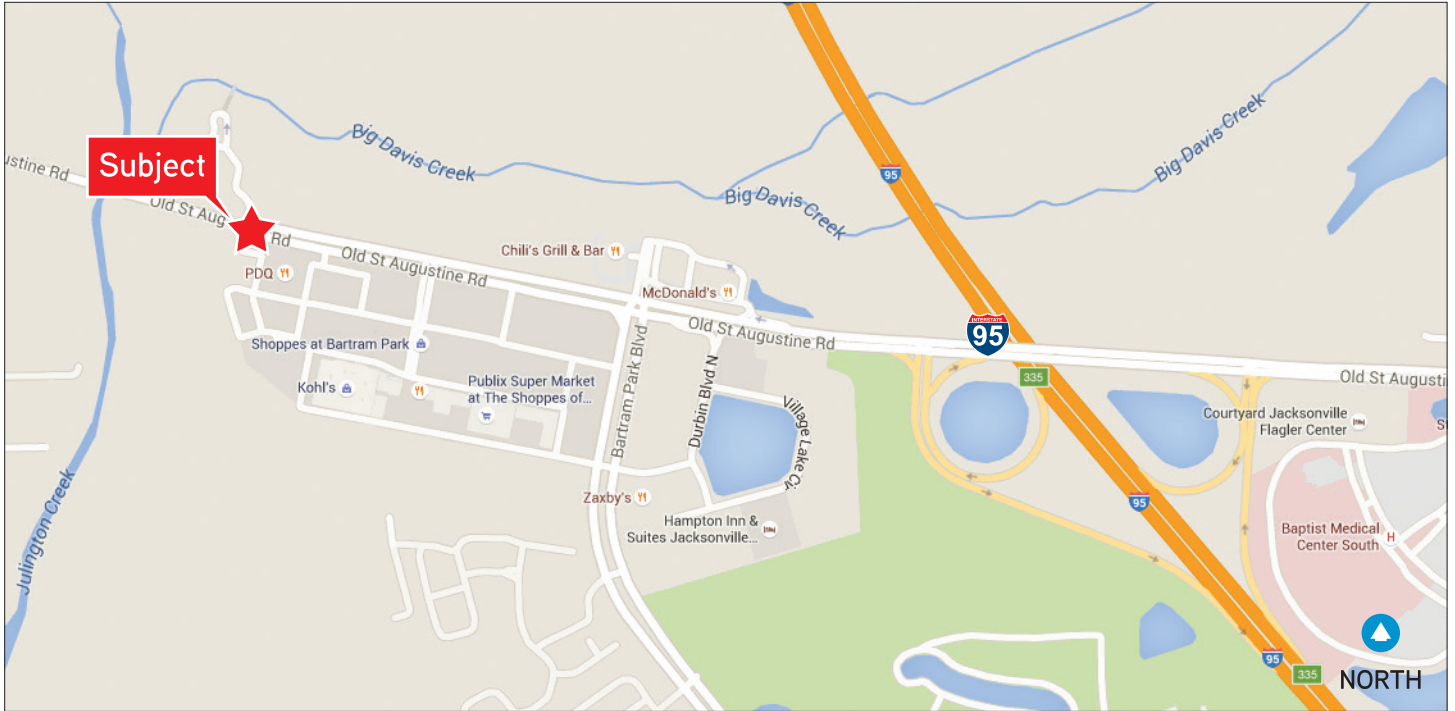 Big Davis Creek
95
Big Davis Creek
ustine Rd
Subject
Big Davis Creek
Old St Aug
Rd
Chili's Grill & Bar
Old St Augustine Rd
PDQ
McDonald's
Old St Augustine Rd
INTERSTATE
95
Shoppes at Bartram Park
335
Old St Augusti
Kohl's
Publix Super Market
at The Shoppes of...
Bartram Park Blvd
Durbin Blvd N
Village Lake Cir
Courtyard Jacksonville
Flagler Center
S
Zaxby's
95
Hampton Inn &
Suites Jacksonville...
Baptist Medical
Center South
H
Julington Creek
95
335
NORTH